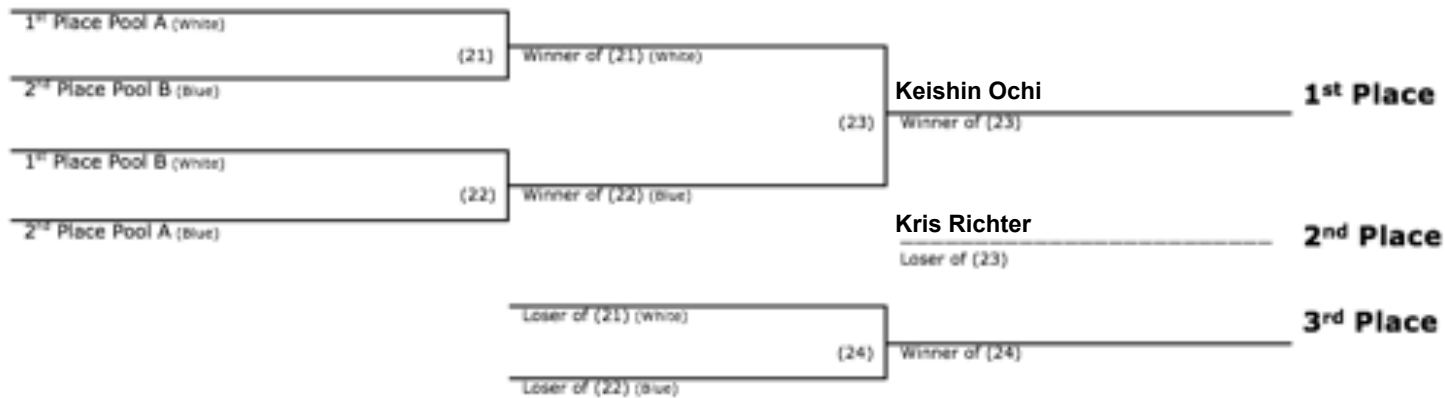 1st Place Pool A (White)
(21)
2nd Place Pool B (Blue)
Winner of (21) (White)
1st Place Pool B (White)
(22)
2nd Place Pool A (Blue)
Winner of (22) (Blue)
(23)
Keishin Ochi
Winner of (23)
1st Place
Kris Richter
Loser of (23)
2nd Place
Loser of (21) (White)
(24)
Loser of (22) (Blue)
Winner of (24)
3rd Place